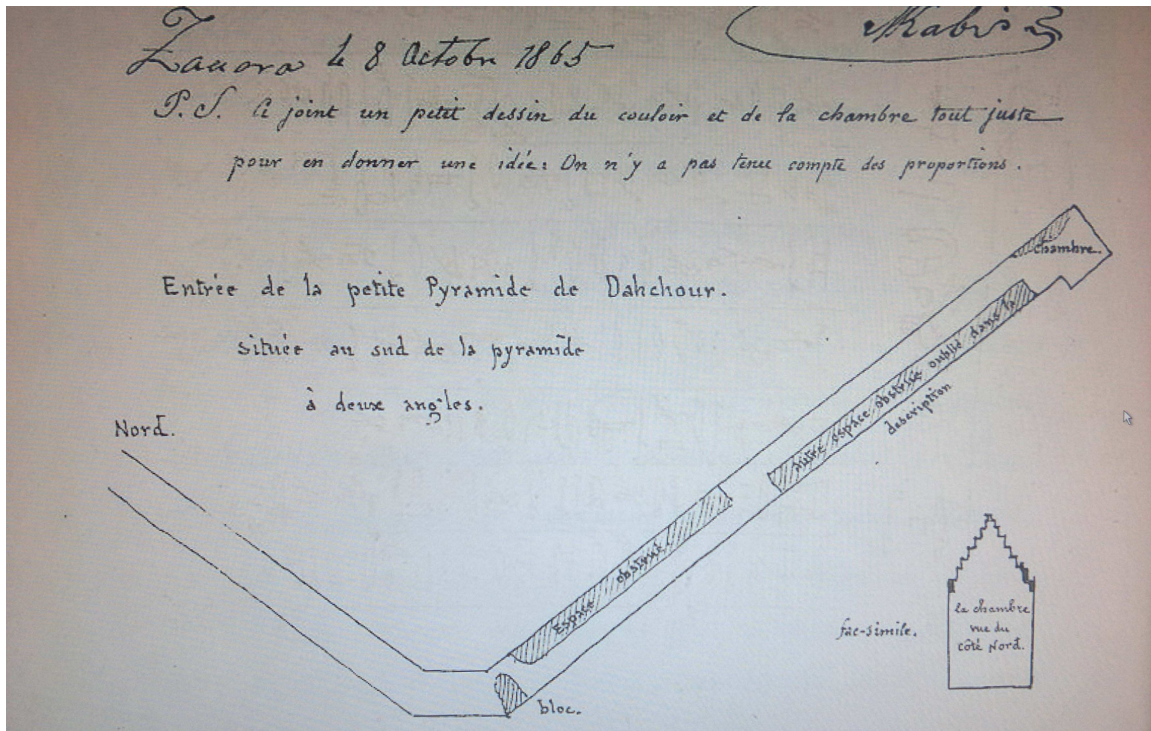 Kabis
Zauora le 8 Octobre 1865
P.S. Ci joint un petit dessin du couloir et de la chambre tout juste
pour en donner une idée: On n'y a pas tenu compte des proportions.
chambre.
Entrée de la petite Pyramide de Dahchour.
située au sud de la pyramide
à deux angles.
Nord.
autre espace obstrué oublié dans la
description
Espace obstrué.
bloc.
fac-simile.
la chambre
vue du
côté Nord.